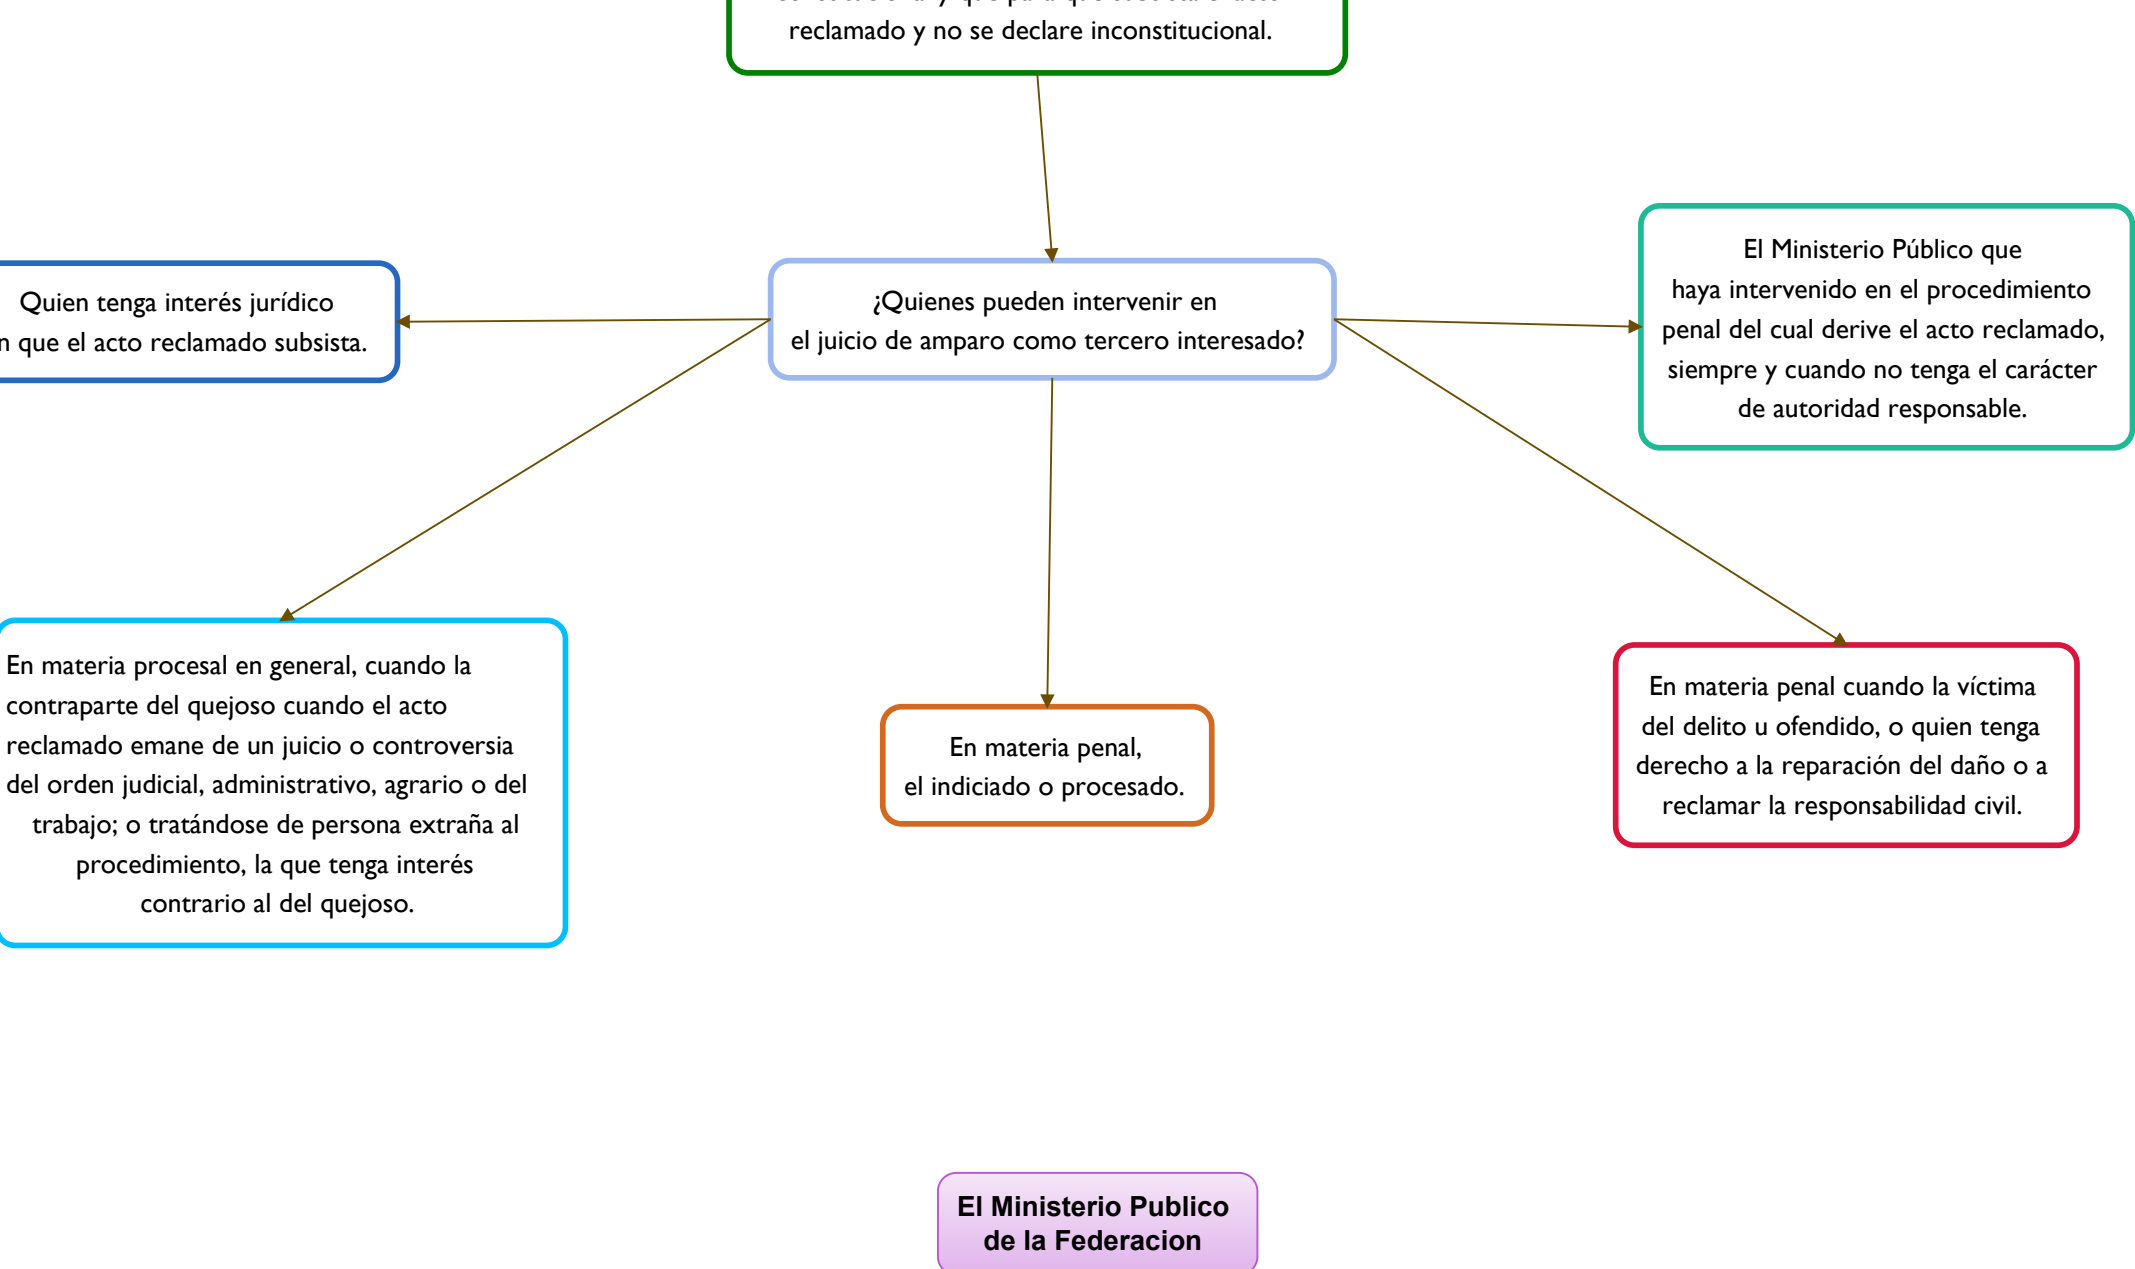 reclamado y no se declare inconstitucional.
Quien tenga interés jurídico
que el acto reclamado subsista.
¿Quienes pueden intervenir en
el juicio de amparo como tercero interesado?
El Ministerio Público que
haya intervenido en el procedimiento
penal del cual derive el acto reclamado,
siempre y cuando no tenga el carácter
de autoridad responsable.
En materia procesal en general, cuando la
contraparte del quejoso cuando el acto
reclamado emane de un juicio o controversia
del orden judicial, administrativo, agrario o del
trabajo; o tratándose de persona extraña al
procedimiento, la que tenga interés
contrario al del quejoso.
En materia penal,
el indiciado o procesado.
En materia penal cuando la víctima
del delito u ofendido, o quien tenga
derecho a la reparación del daño o a
reclamar la responsabilidad civil.
El Ministerio Publico
de la Federacion